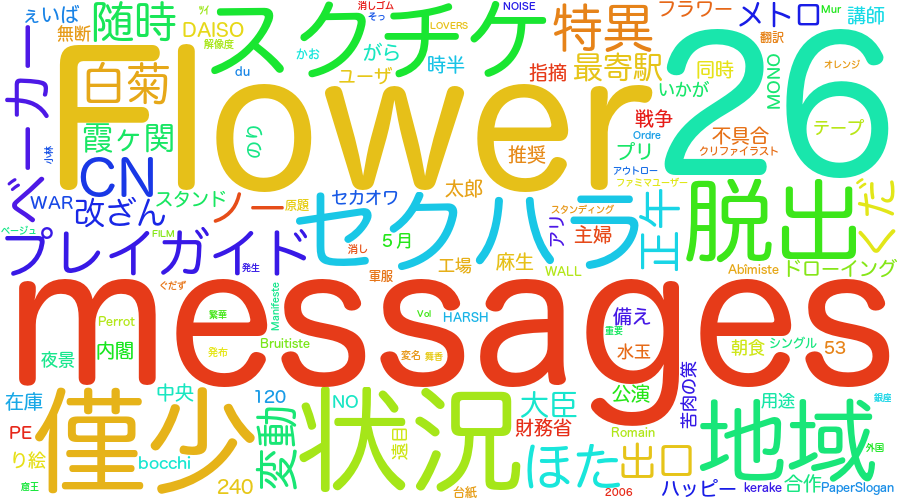 えぃいば
無断
随時
スクチケ
消しゴム
そっ
NOISE
LOVERS
特異
フラワー
メトロ
Mur
講師
翻訳
オレンジ
ベーカー
白菊
Flower
DAISO
解像度
du
かお
がら
ユーザ
時半
指摘
最寄駅
いかが
同時
MONO
26
霞ヶ関
のり
戦争
Ordre
プリ
不具合
クリファイラスト
テープ
小林
CN
推奨
アウトロー
ファミマユーザー
WAR
改ざん
スタンド
ノー
原題
セカオワ
太郎
スタンディング
ベージュ
FILM
プレイガイド
セクハラ
5月
消し
アリ
主婦
正午
脱出
くだ
発生
軍服
工場
麻生
WALL
Abîmiste
ドローイング
ぐだず
messages
Manifeste
繁華
Vol
HARSH
備え
重要
Perrot
Bruitiste
夜景
内閣
発布
変名
舞香
水玉
朝食
シングル
53
苦肉の策
在庫
中央
120
NO
大臣
公演
用途
銀座
PE
僅少
変動
状況
遠目
財務省
Romain
地域
外国
り絵
bocchi
240
ほた
出口
窓王
台紙
2006
ハッピー
kerake
合作
PaperSlogan